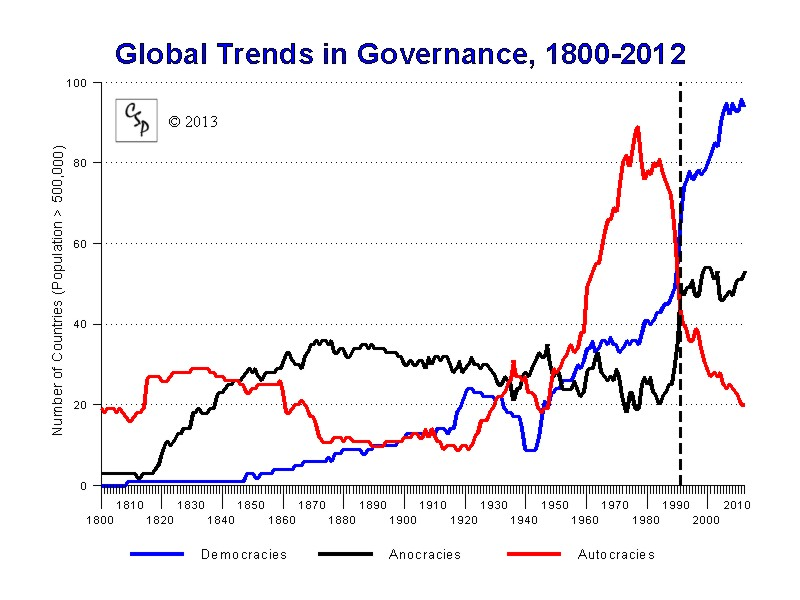 Global Trends in Governance, 1800-2012
CSP
© 2013
Number of Countries (Population > 500,000)
100
80
60
40
20
0
1810 1830 1850 1870 1890 1910 1930 1950 1970 1990 2010
1800 1820 1840 1860 1880 1900 1920 1940 1960 1980 2000
Democracies Anocracies Autocracies